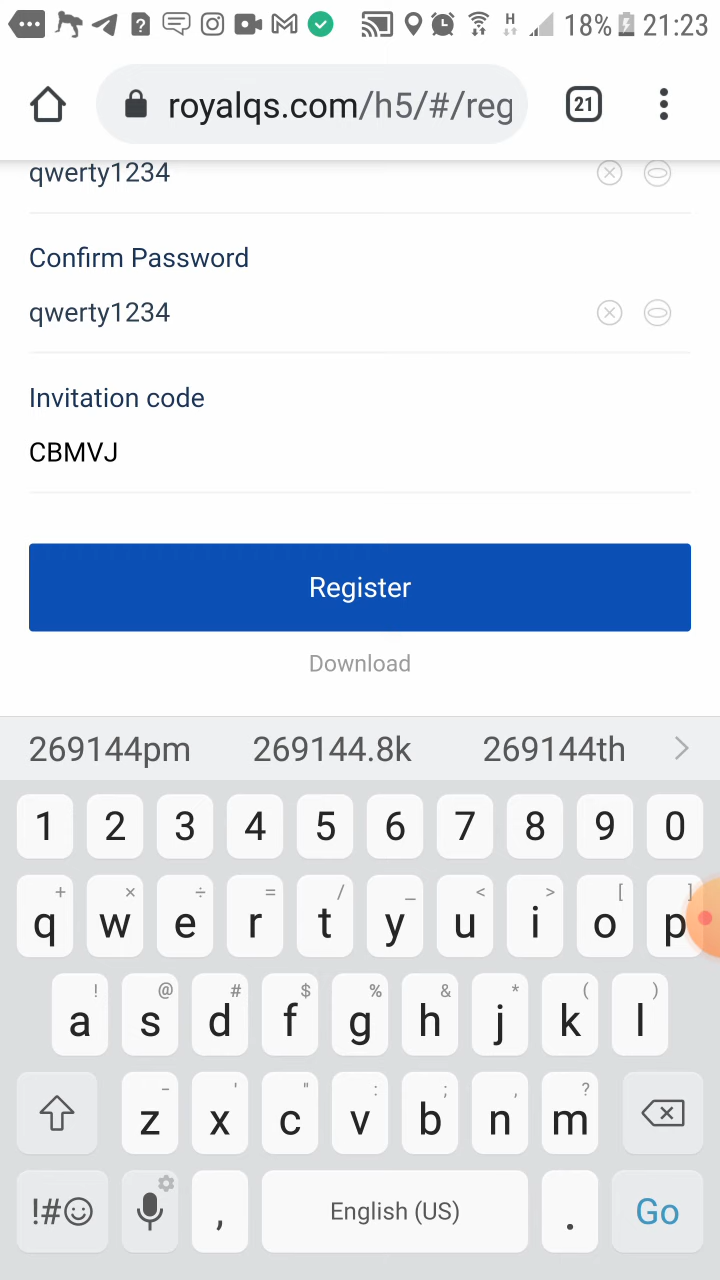 18% 21:23
royalqs.com/h5/#/reg 21
qwerty1234
Confirm Password
qwerty1234
Invitation code
CBMVJ
Register
Download
269144pm 269144.8k 269144th
1 2 3 4 5 6 7 8 9 0
+ × ÷ = / _ < > [ ]
q w e r t y u i o p
! @ # $ % & * ( )
a s d f g h j k l
- ' " : ; , ?
z x c v b n m
!#☺ , English (US) . Go